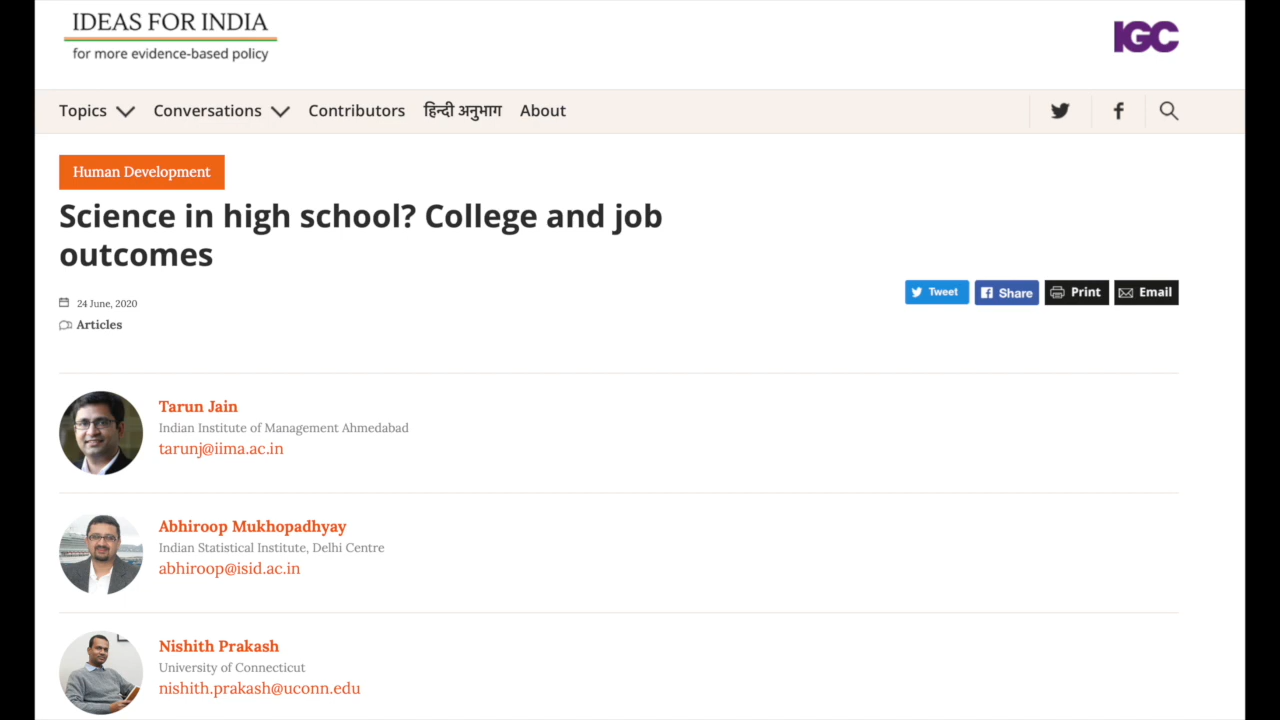 IDEAS FOR INDIA
for more evidence-based policy
IGC
Topics Conversations Contributors हिन्दी अनुभाग About
Human Development
Science in high school? College and job
outcomes
24 June, 2020
Articles
Tweet Share Print Email
Tarun Jain
Indian Institute of Management Ahmedabad
tarunj@iima.ac.in
Abhiroop Mukhopadhyay
Indian Statistical Institute, Delhi Centre
abhiroop@isid.ac.in
Nishith Prakash
University of Connecticut
nishith.prakash@uconn.edu